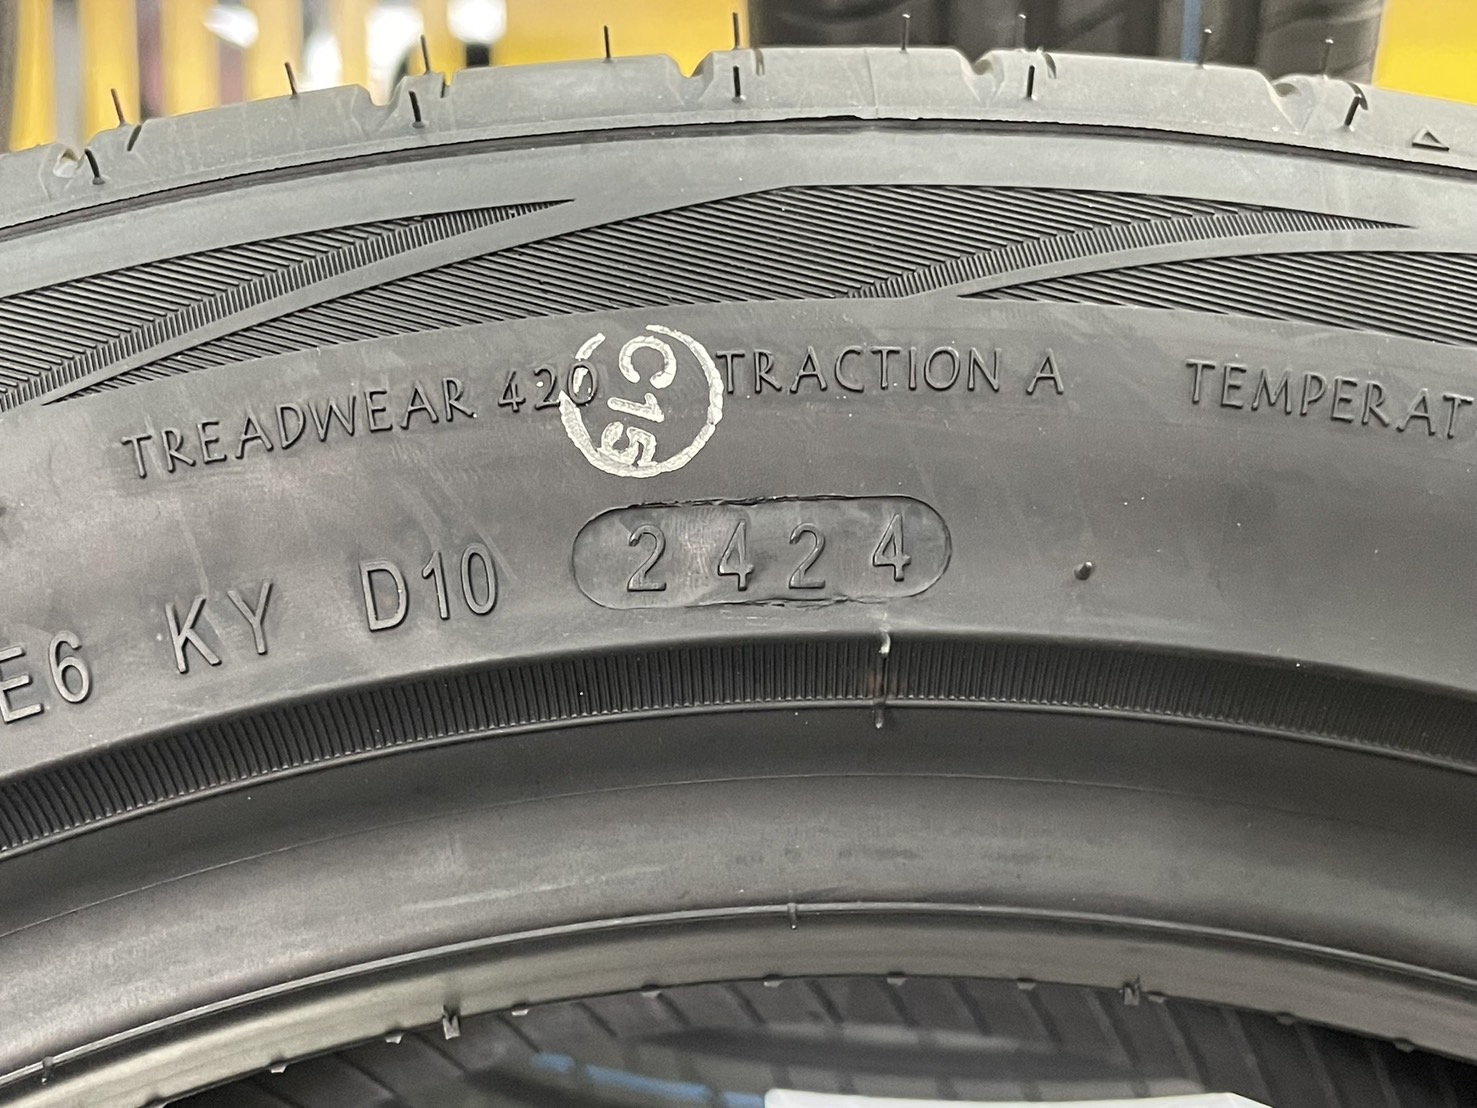 TREADWEAR 420 TRACTION A TEMPERAT
C15
E6 KY D10 2424